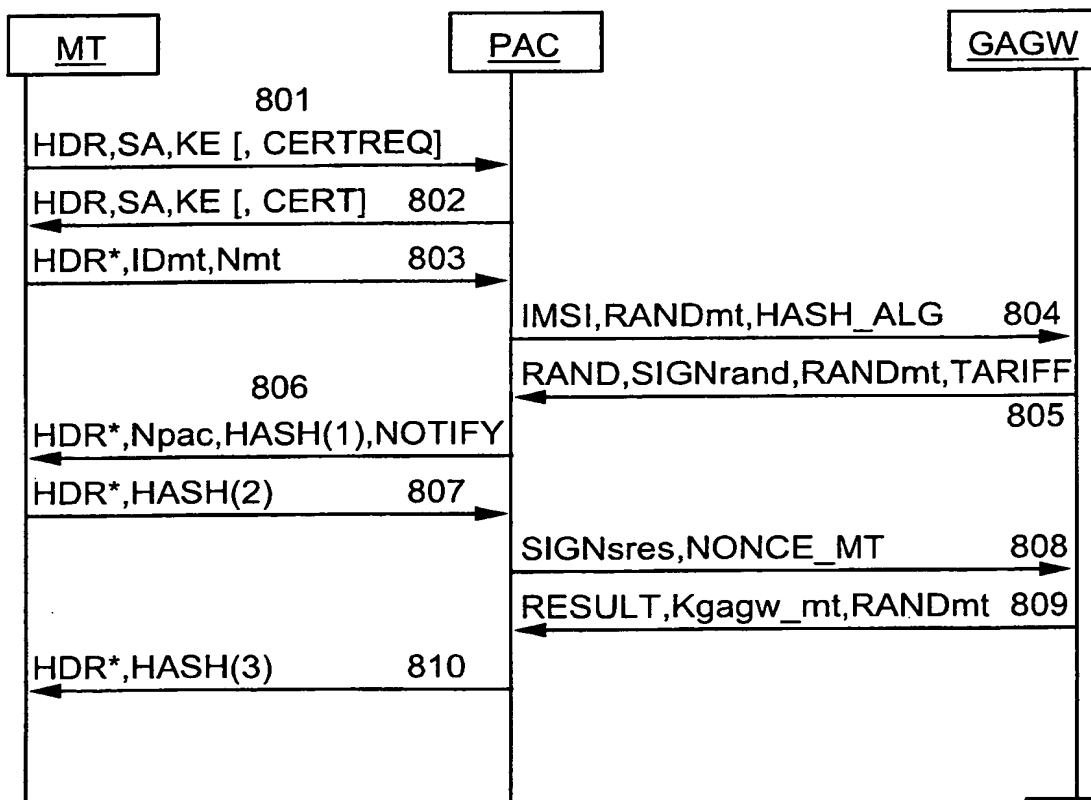 MT PAC GAGW
801
HDR,SA,KE [, CERTREQ]
HDR,SA,KE [, CERT] 802
HDR*,IDmt,Nmt 803
IMSI,RANDmt,HASH_ALG 804
RAND,SIGNrand,RANDmt,TARIFF
805
806
HDR*,Npac,HASH(1),NOTIFY
HDR*,HASH(2) 807
SIGNsres,NONCE_MT 808
RESULT,Kgagw_mt,RANDmt 809
HDR*,HASH(3) 810